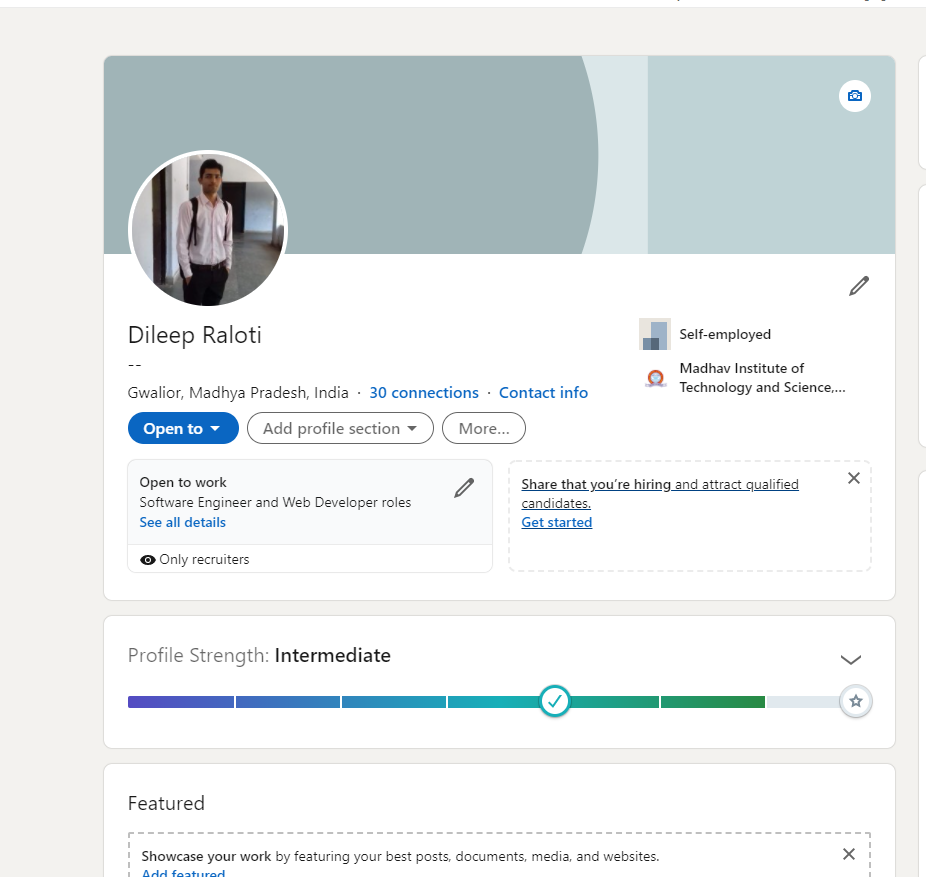 Dileep Raloti
--
Gwalior, Madhya Pradesh, India · 30 connections · Contact info
Self-employed
Madhav Institute of
Technology and Science,...
Open to
Add profile section
More...
Open to work
Software Engineer and Web Developer roles
See all details
Only recruiters
Share that you're hiring and attract qualified
candidates.
Get started
Profile Strength: Intermediate
Featured
Showcase your work by featuring your best posts, documents, media, and websites.
Add featured